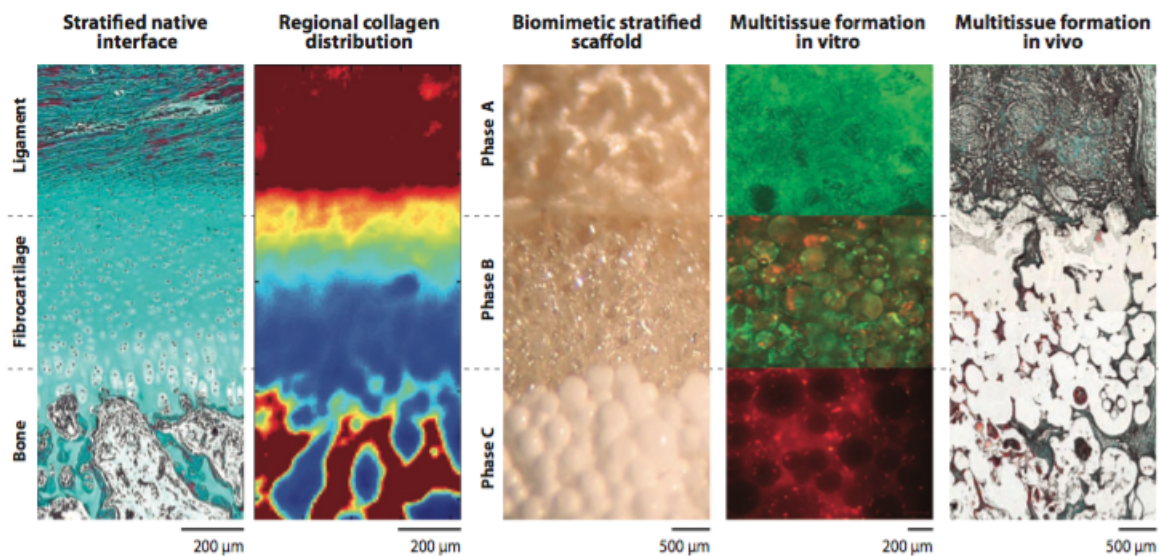 Stratified native
interface
Regional collagen
distribution
Biomimetic stratified
scaffold
Multitissue formation
in vitro
Multitissue formation
in vivo
Ligament
Fibrocartilage
Bone
Phase A
Phase B
Phase C
200 µm
200 µm
500 µm
200 µm
500 µm